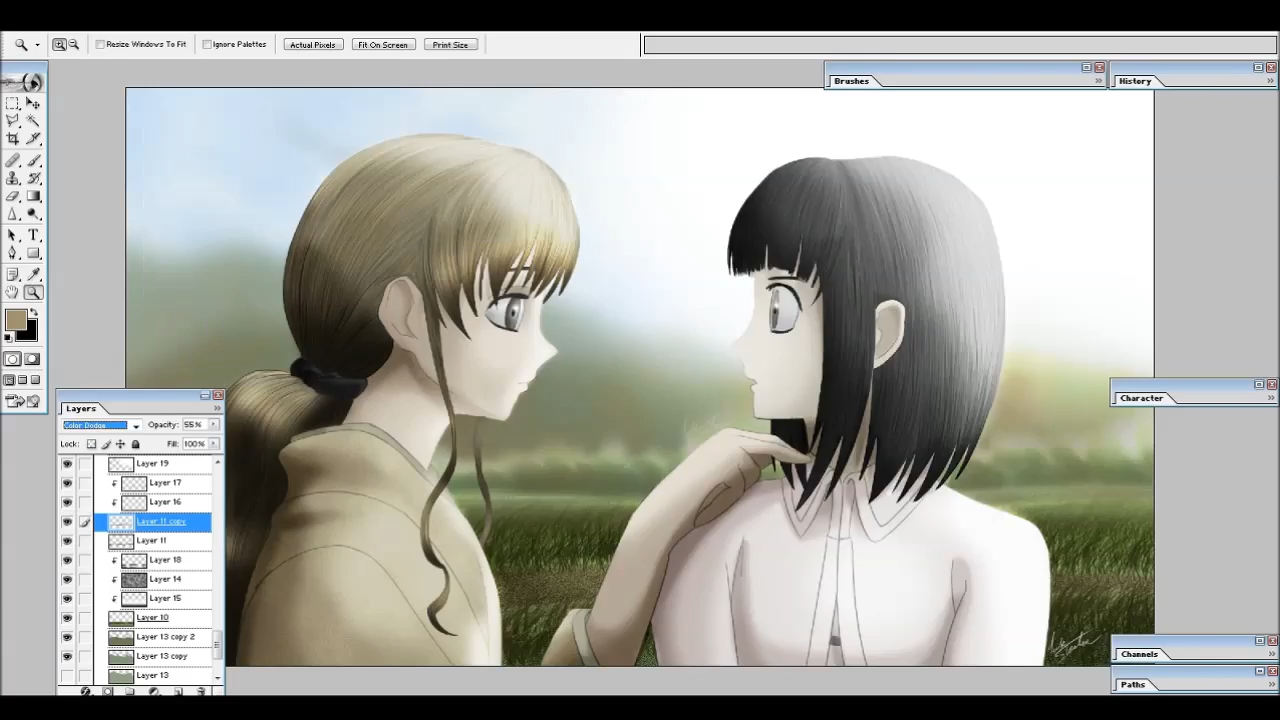 Resize Windows To Fit
Ignore Palettes
Actual Pixels
Fit On Screen
Print Size
Brushes
History
Layers
Color Dodge
Opacity: 55%
Lock:
Fill: 100%
Layer 19
Layer 17
Layer 16
Layer 11 copy
Layer 11
Layer 18
Layer 14
Layer 15
Layer 10
Layer 13 copy 2
Layer 13 copy
Layer 13
Character
Channels
Paths